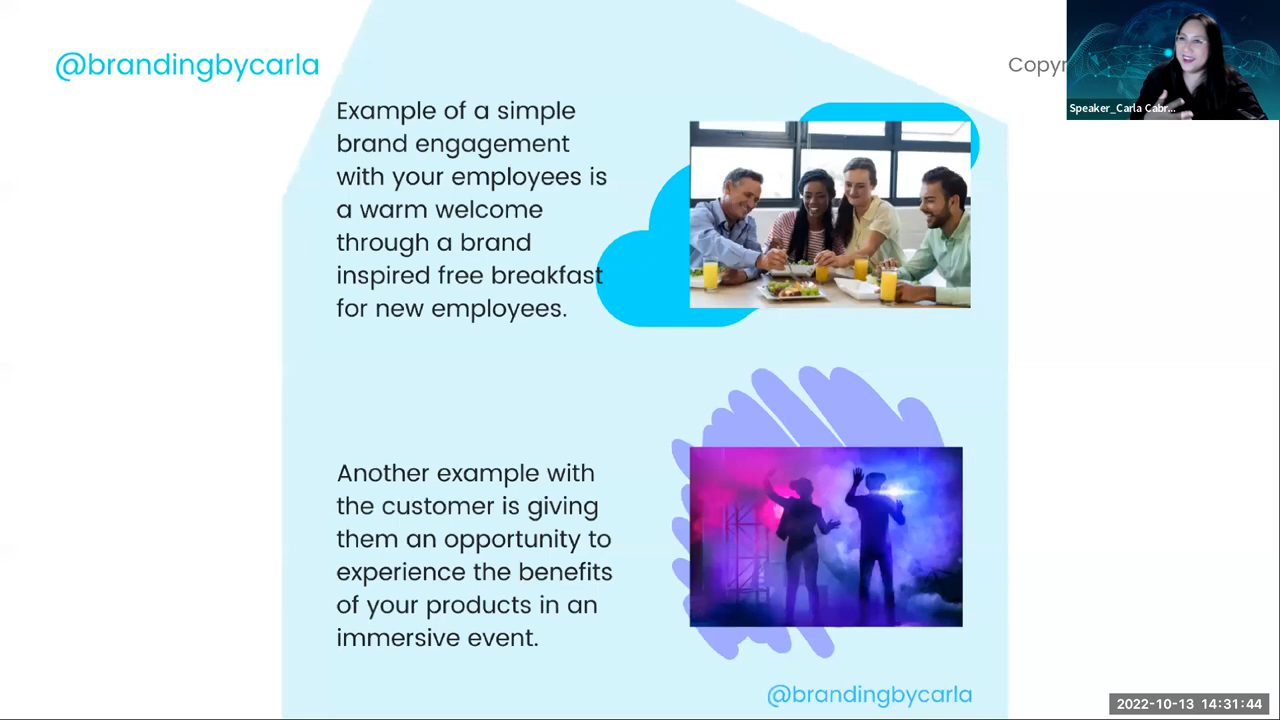 @brandingbycarla
Copyr
Speaker_Carla Cabr...
Example of a simple
brand engagement
with your employees is
a warm welcome
through a brand
inspired free breakfast
for new employees.
Another example with
the customer is giving
them an opportunity to
experience the benefits
of your products in an
immersive event.
@brandingbycarla
2022-10-13 14:31:44